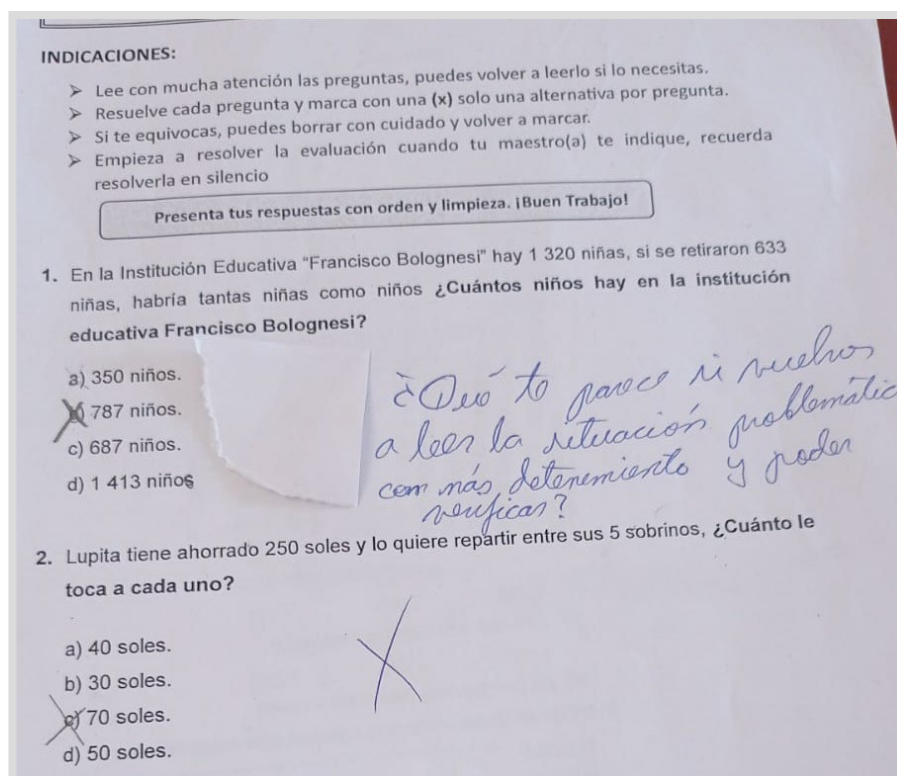 INDICACIONES:
➢ Lee con mucha atención las preguntas, puedes volver a leerlo si lo necesitas.
➢ Resuelve cada pregunta y marca con una (x) solo una alternativa por pregunta.
➢ Si te equivocas, puedes borrar con cuidado y volver a marcar.
➢ Empieza a resolver la evaluación cuando tu maestro(a) te indique, recuerda
resolverla en silencio
Presenta tus respuestas con orden y limpieza. ¡Buen Trabajo!
1. En la Institución Educativa “Francisco Bolognesi” hay 1 320 niñas, si se retiraron 633
niñas, habría tantas niñas como niños ¿Cuántos niños hay en la institución
educativa Francisco Bolognesi?
a) 350 niños.
787 niños.
c) 687 niños.
d) 1 413 niños
¿Qué te parece si vuelves
a leer la situación problemátic
con más detenemiento y poder
verificar?
2. Lupita tiene ahorrado 250 soles y lo quiere repartir entre sus 5 sobrinos, ¿Cuánto le
toca a cada uno?
a) 40 soles.
b) 30 soles.
c) 70 soles.
d) 50 soles.